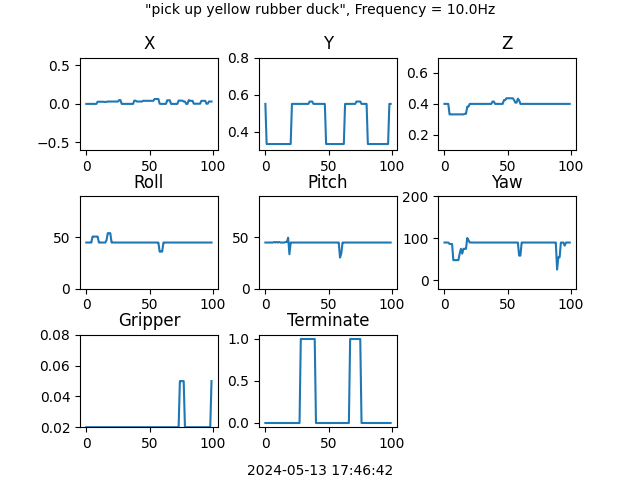 "pick up yellow rubber duck", Frequency = 10.0Hz
X Y Z
0.5
0.0
−0.5
0 50 100
0.8
0.6
0.4
0 50 100
0.6
0.4
0.2
0 50 100
Roll Pitch Yaw
50
0
0 50 100
50
0
0 50 100
200
100
0
0 50 100
Gripper Terminate
0.08
0.06
0.04
0.02
0 50 100
1.0
0.5
0.0
0 50 100
2024-05-13 17:46:42